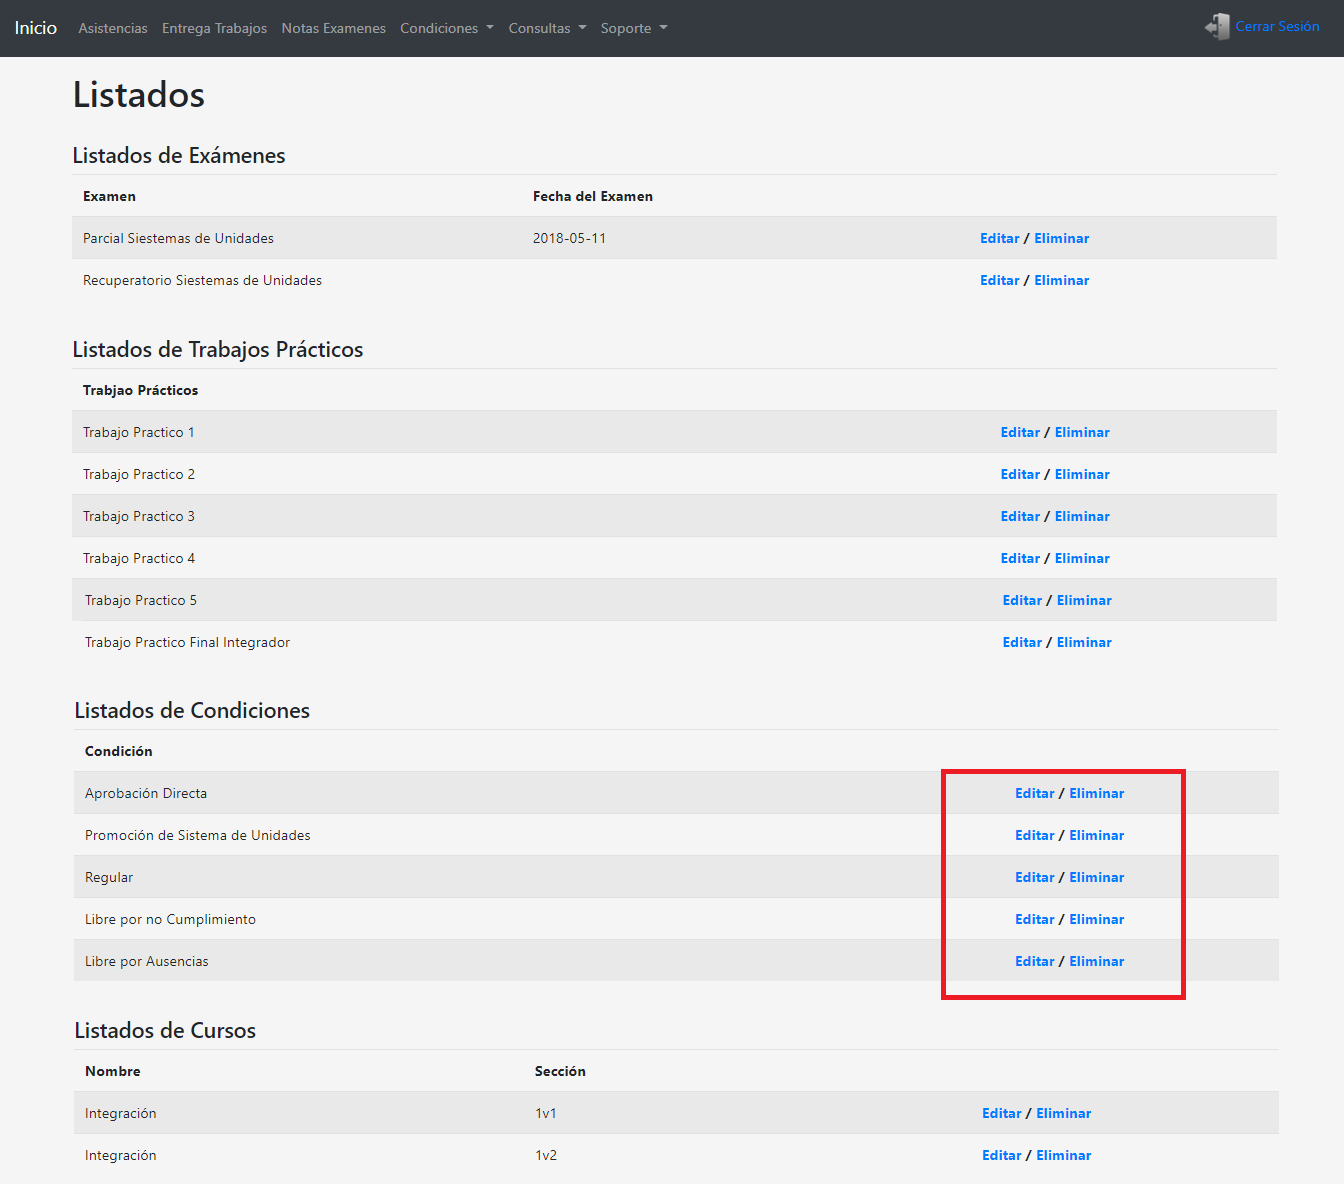 Inicio Asistencias Entrega Trabajos Notas Examenes Condiciones Consultas Soporte Cerrar Sesión
Listados
Listados de Exámenes
Examen Fecha del Examen
Parcial Siestemas de Unidades 2018-05-11 Editar / Eliminar
Recuperatorio Siestemas de Unidades Editar / Eliminar
Listados de Trabajos Prácticos
Trabjao Prácticos
Trabajo Practico 1 Editar / Eliminar
Trabajo Practico 2 Editar / Eliminar
Trabajo Practico 3 Editar / Eliminar
Trabajo Practico 4 Editar / Eliminar
Trabajo Practico 5 Editar / Eliminar
Trabajo Practico Final Integrador Editar / Eliminar
Listados de Condiciones
Condición
Aprobación Directa Editar / Eliminar
Promoción de Sistema de Unidades Editar / Eliminar
Regular Editar / Eliminar
Libre por no Cumplimiento Editar / Eliminar
Libre por Ausencias Editar / Eliminar
Listados de Cursos
Nombre Sección
Integración 1v1 Editar / Eliminar
Integración 1v2 Editar / Eliminar